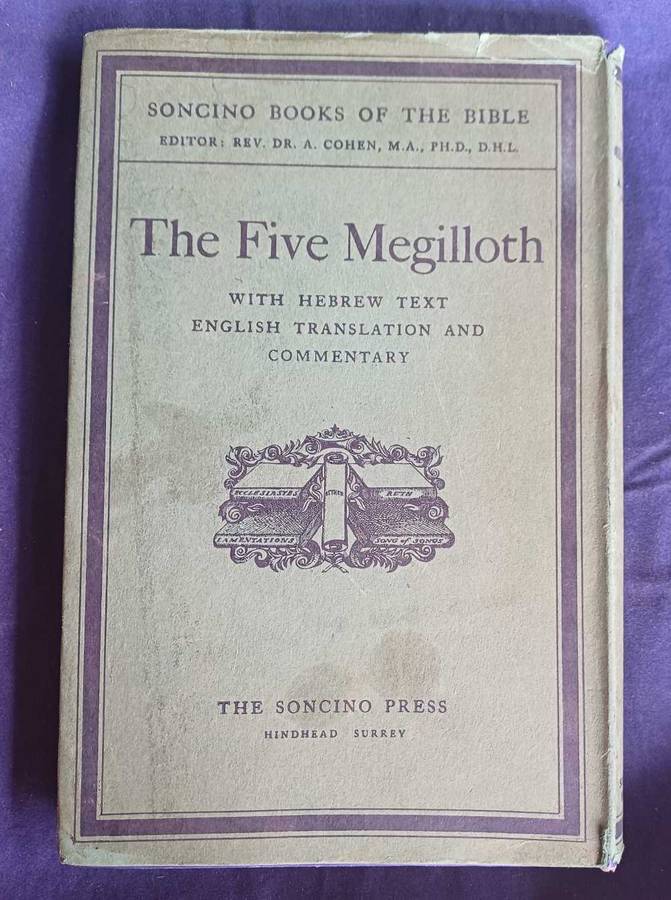 SONCINO BOOKS OF THE BIBLE
EDITOR: REV. DR. A. COHEN, M.A., PH.D., D.H.L.
The Five Megilloth
WITH HEBREW TEXT
ENGLISH TRANSLATION AND
COMMENTARY
ECCLESIASTES
ESTHER
RUTH
LAMENTATIONS
SONG of SONGS
THE SONCINO PRESS
HINDHEAD SURREY